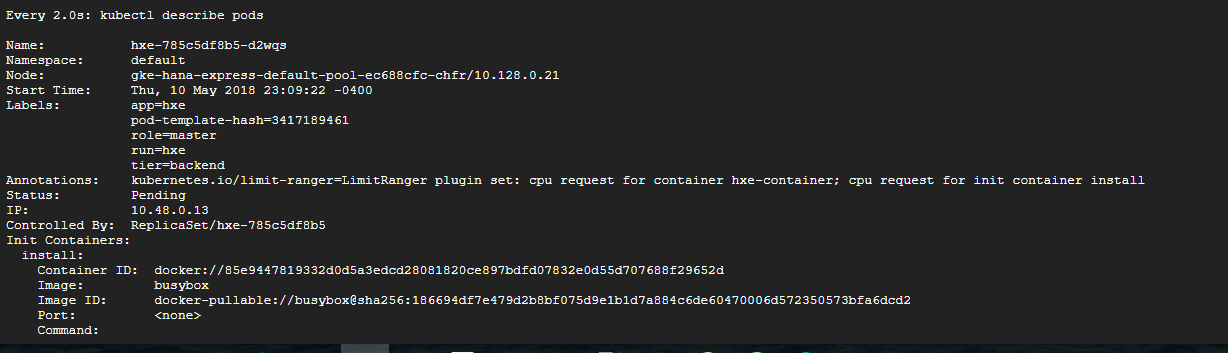 Every 2.0s: kubectl describe pods
Name: hxe-785c5df8b5-d2wqs
Namespace: default
Node: gke-hana-express-default-pool-ec688cfc-chfr/10.128.0.21
Start Time: Thu, 10 May 2018 23:09:22 -0400
Labels: app=hxe
pod-template-hash=3417189461
role=master
run=hxe
tier=backend
Annotations: kubernetes.io/limit-ranger=LimitRanger plugin set: cpu request for container hxe-container; cpu request for init container install
Status: Pending
IP: 10.48.0.13
Controlled By: ReplicaSet/hxe-785c5df8b5
Init Containers:
install:
Container ID: docker://85e9447819332d0d5a3edcd28081820ce897bdfd07832e0d55d707688f29652d
Image: busybox
Image ID: docker-pullable://busybox@sha256:186694df7e479d2b8bf075d9e1b1d7a884c6de60470006d572350573bfa6dcd2
Port: <none>
Command: